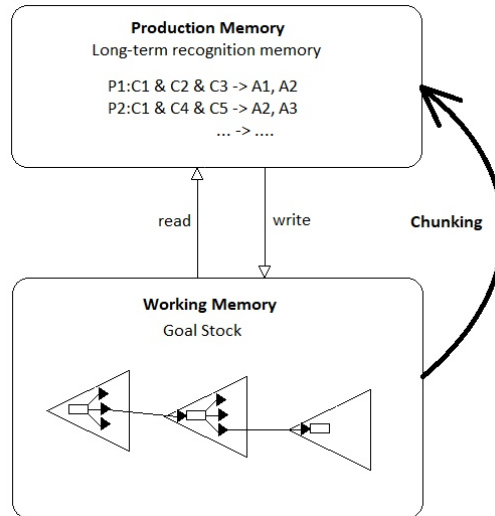 Production Memory
Long-term recognition memory
P1:C1 & C2 & C3 -> A1, A2
P2:C1 & C4 & C5 -> A2, A3
... -> ....
read
write
Chunking
Working Memory
Goal Stock